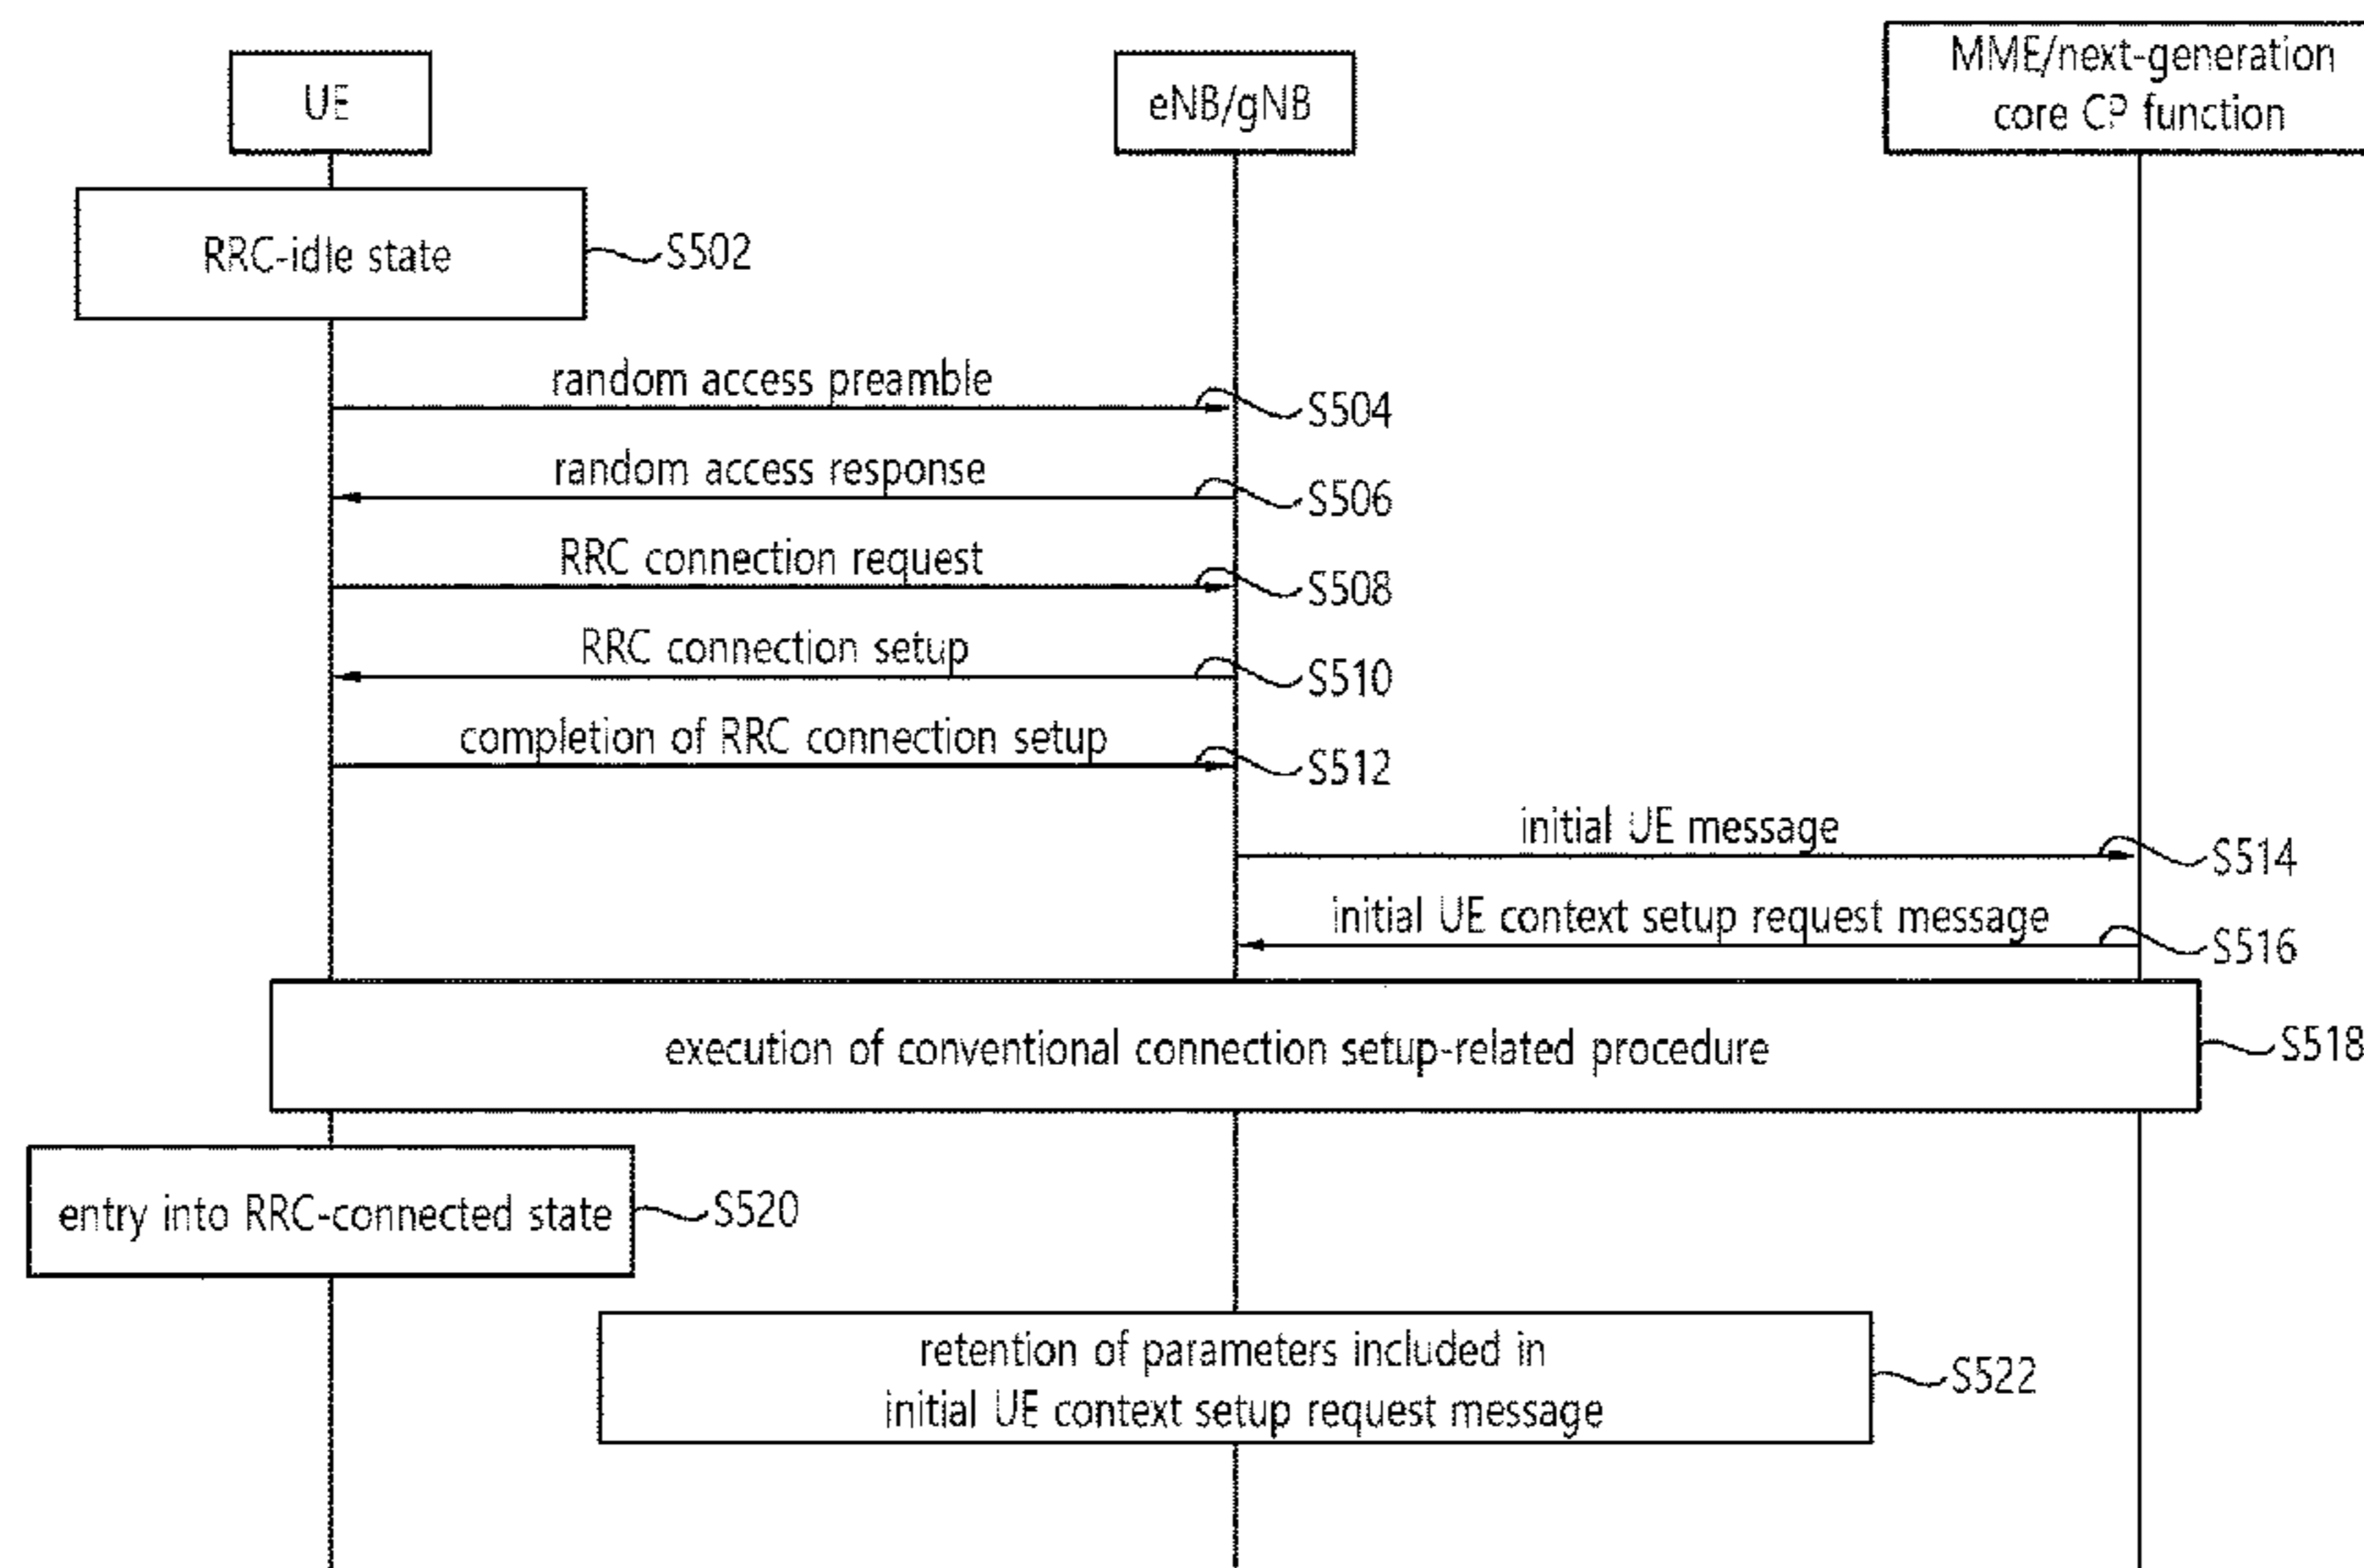 UE
eNB/gNB
MME/next-generation
core CP function
RRC-idle state
S502
random access preamble
S504
random access response
S506
RRC connection request
S508
RRC connection setup
S510
completion of RRC connection setup
S512
initial UE message
S514
initial UE context setup request message
S516
execution of conventional connection setup-related procedure
S518
entry into RRC-connected state
S520
retention of parameters included in
initial UE context setup request message
S522